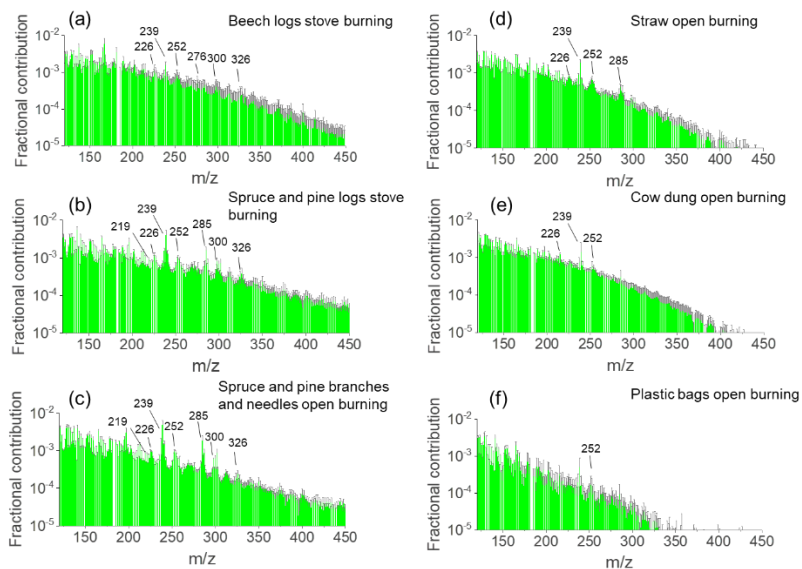 (a)
Beech logs stove burning
Fractional contribution
10-2
10-3
10-4
10-5
226 239 252 276 300 326
150 200 250 300 350 400 450
m/z
(b)
Spruce and pine logs stove
burning
Fractional contribution
10-2
10-3
10-4
10-5
219 226 239 252 285 300 326
150 200 250 300 350 400 450
m/z
(c)
Spruce and pine branches
and needles open burning
Fractional contribution
10-2
10-3
10-4
10-5
219 226 239 252 285 300 326
150 200 250 300 350 400 450
m/z
(d)
Straw open burning
Fractional contribution
10-2
10-3
10-4
10-5
226 239 252 285
150 200 250 300 350 400 450
m/z
(e)
Cow dung open burning
Fractional contribution
10-2
10-3
10-4
10-5
226 239 252
150 200 250 300 350 400 450
m/z
(f)
Plastic bags open burning
Fractional contribution
10-2
10-3
10-4
10-5
252
150 200 250 300 350 400 450
m/z